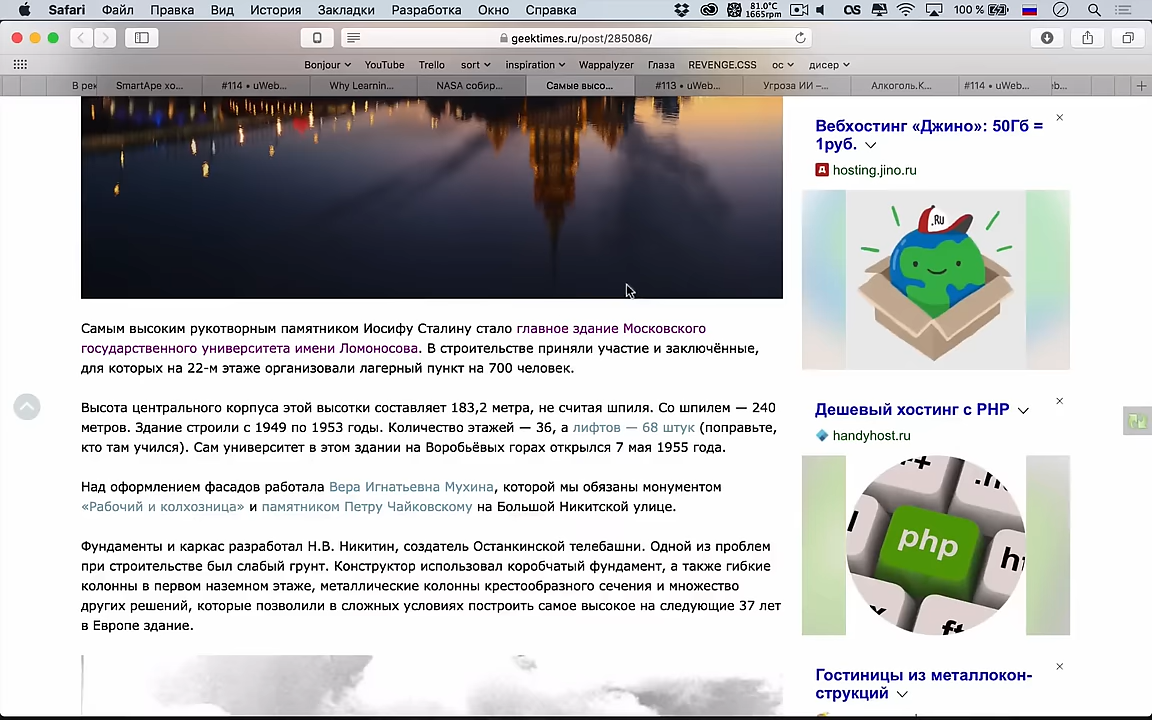 Safari Файл Правка Вид История Закладки Разработка Окно Справка 81.0°C 1665rpm 100 %
geektimes.ru/post/285086/
Bonjour YouTube Trello sort inspiration Wappalyzer Глаза REVENGE.CSS ос дисер
В рек SmartApe хо... #114 • uWeb... Why Learnin... NASA собир... Самые высо... #113 • uWeb... Угроза ИИ –... Алкоголь.К... #114 • uWeb...
Самым высоким рукотворным памятником Иосифу Сталину стало главное здание Московского
государственного университета имени Ломоносова. В строительстве приняли участие и заключённые,
для которых на 22-м этаже организовали лагерный пункт на 700 человек.
Высота центрального корпуса этой высотки составляет 183,2 метра, не считая шпиля. Со шпилем — 240
метров. Здание строили с 1949 по 1953 годы. Количество этажей — 36, а лифтов — 68 штук (поправьте,
кто там учился). Сам университет в этом здании на Воробьёвых горах открылся 7 мая 1955 года.
Над оформлением фасадов работала Вера Игнатьевна Мухина, которой мы обязаны монументом
«Рабочий и колхозница» и памятником Петру Чайковскому на Большой Никитской улице.
Фундаменты и каркас разработал Н.В. Никитин, создатель Останкинской телебашни. Одной из проблем
при строительстве был слабый грунт. Конструктор использовал коробчатый фундамент, а также гибкие
колонны в первом наземном этаже, металлические колонны крестообразного сечения и множество
других решений, которые позволили в сложных условиях построить самое высокое на следующие 37 лет
в Европе здание.
Вебхостинг «Джино»: 50Гб =
1руб.
hosting.jino.ru
.RU
Дешевый хостинг с PHP
handyhost.ru
php
Гостиницы из металлокон-
струкций